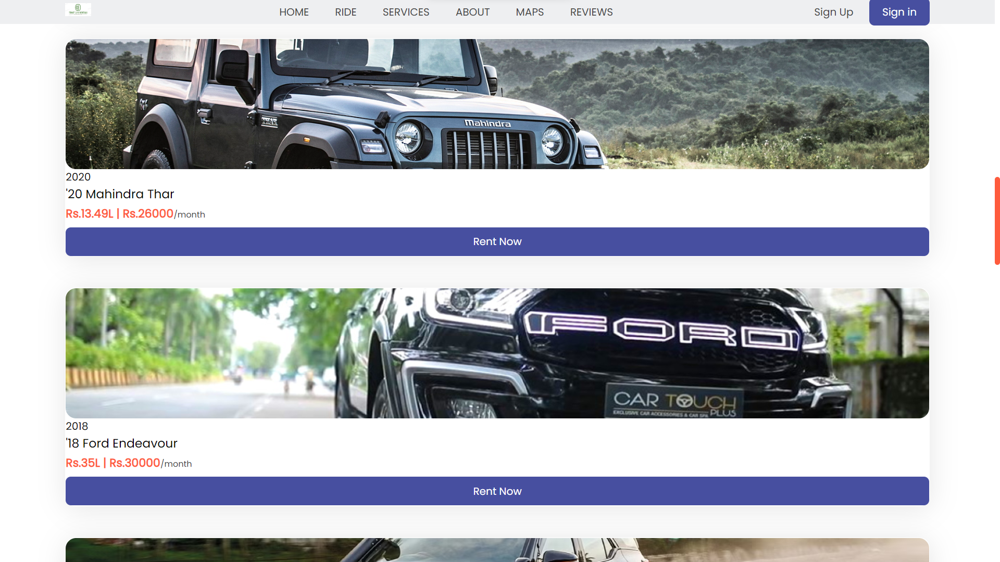 HOME RIDE SERVICES ABOUT MAPS REVIEWS Sign Up Sign in
4x4
THAR
Mahindra
2020
'20 Mahindra Thar
Rs.13.49L | Rs.26000/month
Rent Now
FORD
CAR TOUCH
PLUS
EXCLUSIVE CAR ACCESSORIES & CAR SPA
2018
'18 Ford Endeavour
Rs.35L | Rs.30000/month
Rent Now